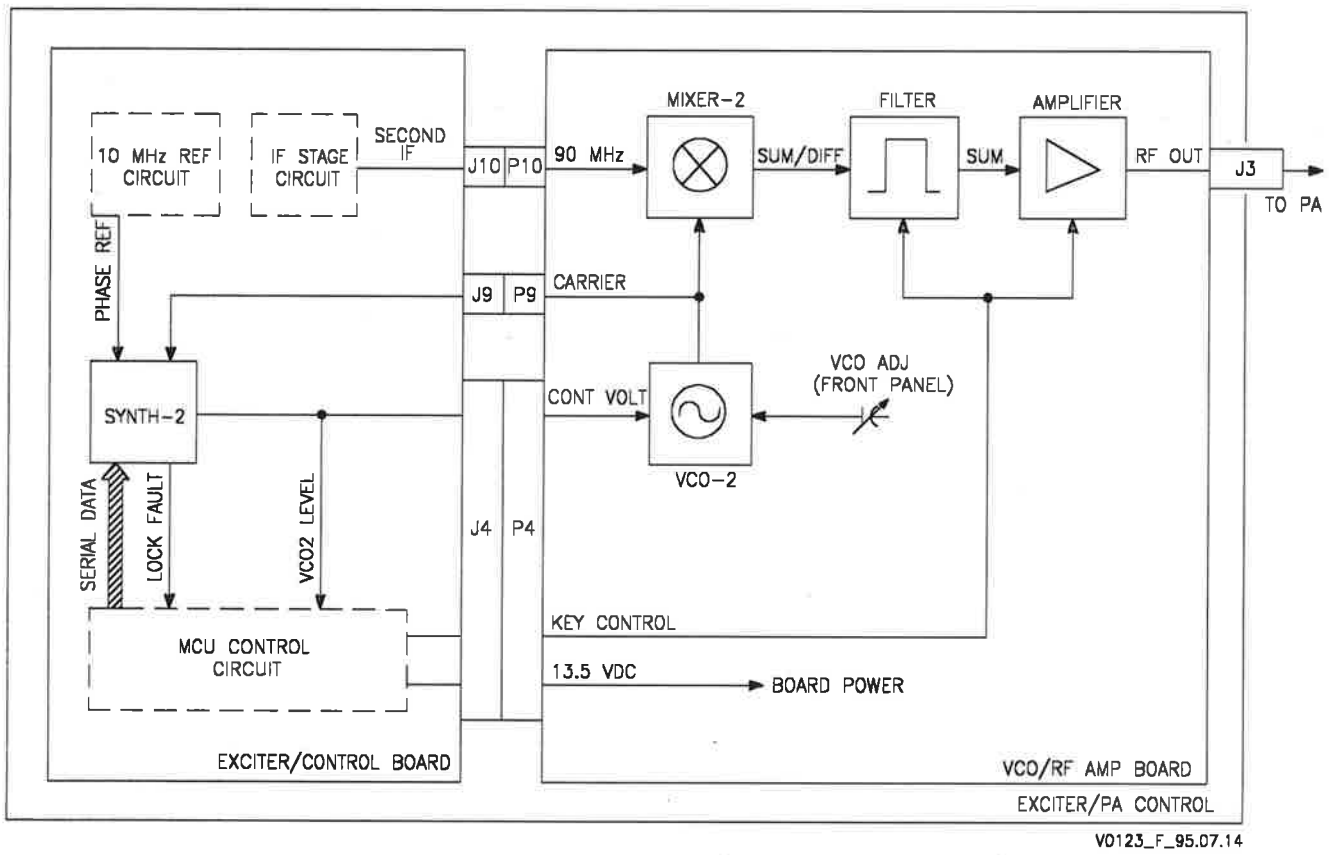 10 MHz REF
CIRCUIT
IF STAGE
CIRCUIT
SECOND
IF
J10
P10
90 MHz
MIXER-2
SUM/DIFF
FILTER
SUM
AMPLIFIER
RF OUT
J3
TO PA
PHASE REF
J9
P9
CARRIER
SYNTH-2
CONT VOLT
VCO-2
VCO ADJ
(FRONT PANEL)
SERIAL DATA
LOCK FAULT
VCO2 LEVEL
J4
P4
MCU CONTROL
CIRCUIT
KEY CONTROL
13.5 VDC
BOARD POWER
EXCITER/CONTROL BOARD
VCO/RF AMP BOARD
EXCITER/PA CONTROL
V0123_F_95.07.14